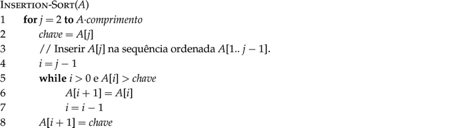 INSERTION-SORT(A)
1 for j = 2 to A·comprimento
2 chave = A[j]
3 // Inserir A[j] na sequência ordenada A[1.. j – 1].
4 i = j – 1
5 while i > 0 e A[i] > chave
6 A[i + 1] = A[i]
7 i = i – 1
8 A[i + 1] = chave